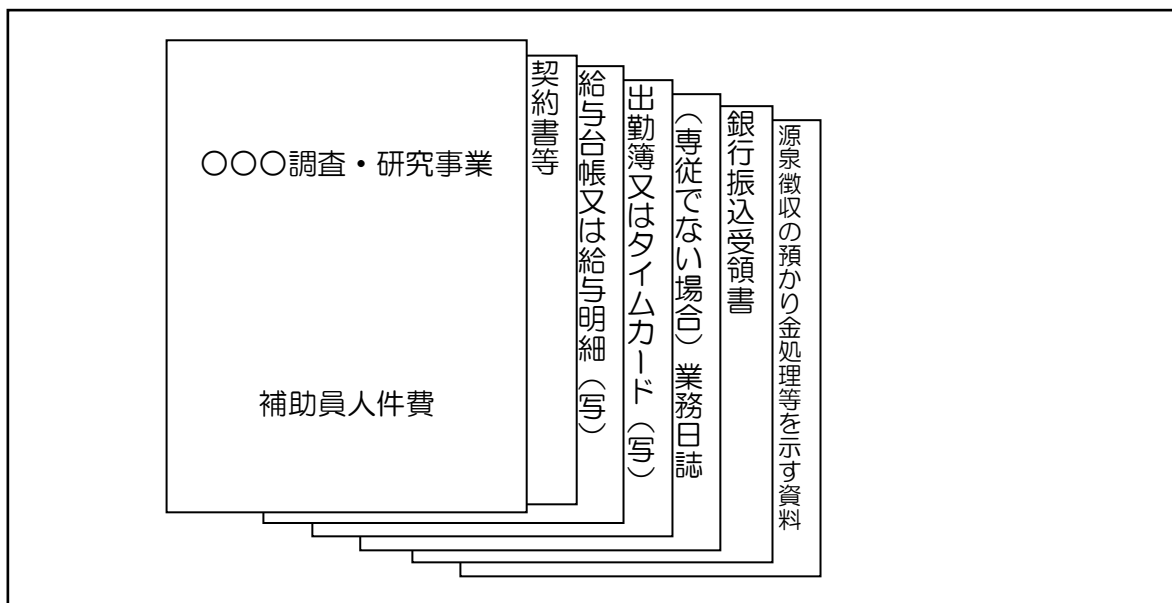 〇〇〇調査・研究事業
補助員人件費
契約書等
給与台帳又は給与明細（写）
出勤簿又はタイムカード（写）
（専従でない場合）業務日誌
銀行振込受領書
源泉徴収の預かり金処理等を示す資料